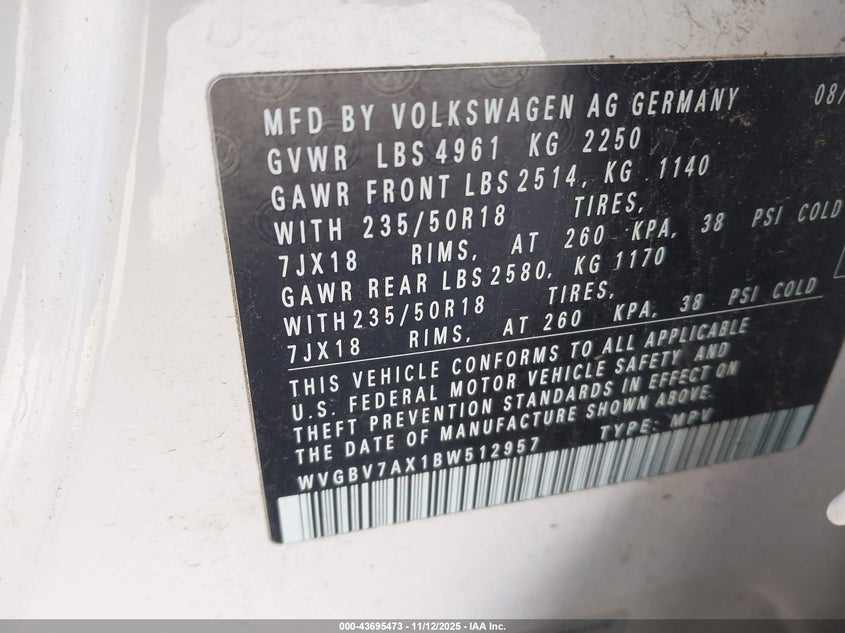 MFD BY VOLKSWAGEN AG GERMANY 08/
GVWR LBS 4961 KG 2250
GAWR FRONT LBS 2514, KG 1140
WITH 235/50R18 TIRES,
7JX18 RIMS, AT 260 KPA, 38 PSI COLD
GAWR REAR LBS 2580, KG 1170
WITH 235/50R18 TIRES,
7JX18 RIMS, AT 260 KPA, 38 PSI COLD
THIS VEHICLE CONFORMS TO ALL APPLICABLE
U.S. FEDERAL MOTOR VEHICLE SAFETY AND
THEFT PREVENTION STANDARDS IN EFFECT ON
THE DATE OF MANUFACTURE SHOWN ABOVE.
WVGBV7AX1BW512957 TYPE: MPV
000-43695473 - 11/12/2025 - IAA Inc.